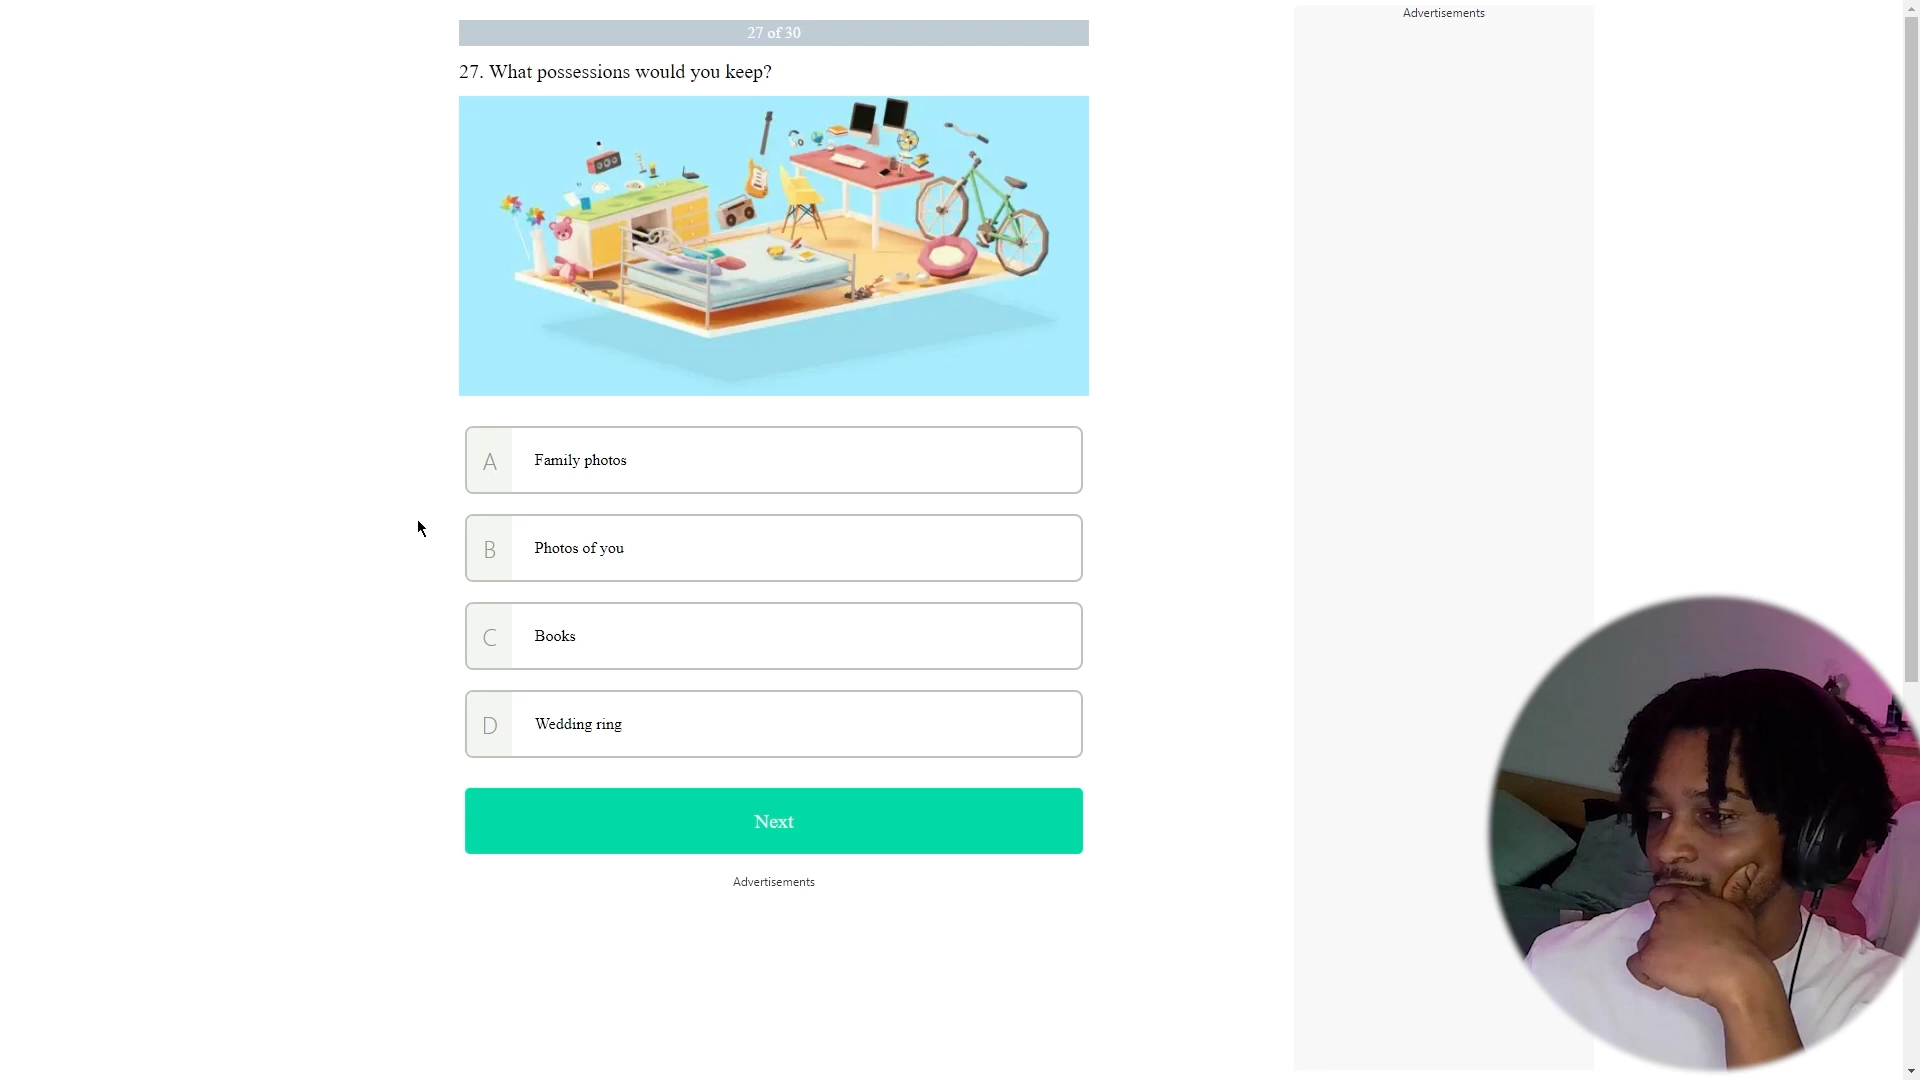 Advertisements
27 of 30
27. What possessions would you keep?
A Family photos
B Photos of you
C Books
D Wedding ring
Next
Advertisements